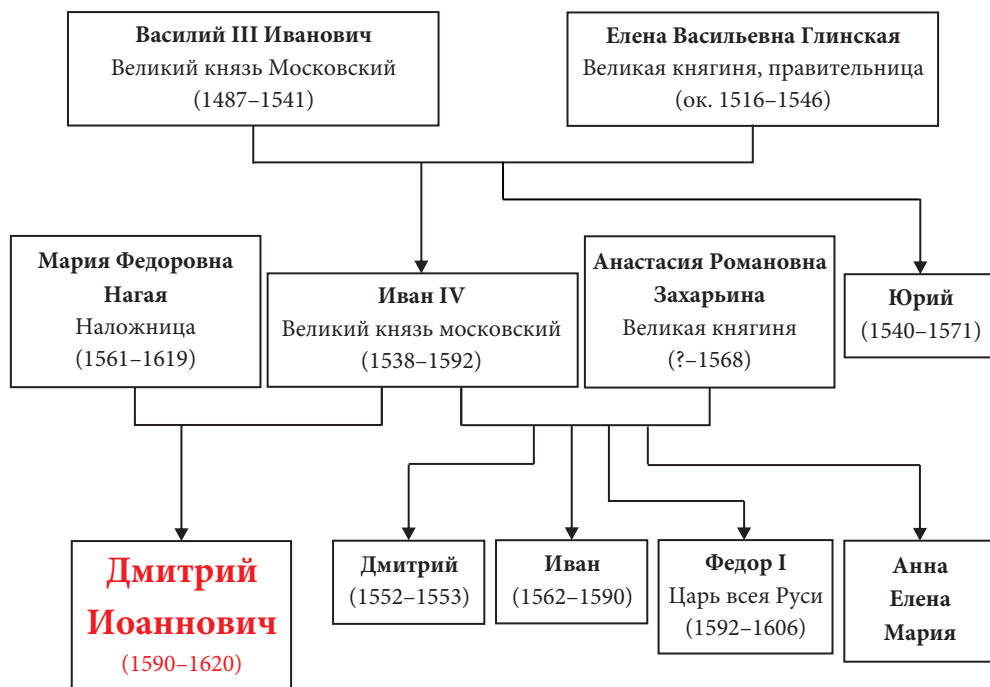 Василий III Иванович
Великий князь Московский
(1487–1541)
Елена Васильевна Глинская
Великая княгиня, правительница
(ок. 1516–1546)
Мария Федоровна
Нагая
Наложница
(1561–1619)
Иван IV
Великий князь московский
(1538–1592)
Анастасия Романовна
Захарьина
Великая княгиня
(?–1568)
Юрий
(1540–1571)
Дмитрий
Иоаннович
(1590–1620)
Дмитрий
(1552–1553)
Иван
(1562–1590)
Федор I
Царь всея Руси
(1592–1606)
Анна
Елена
Мария